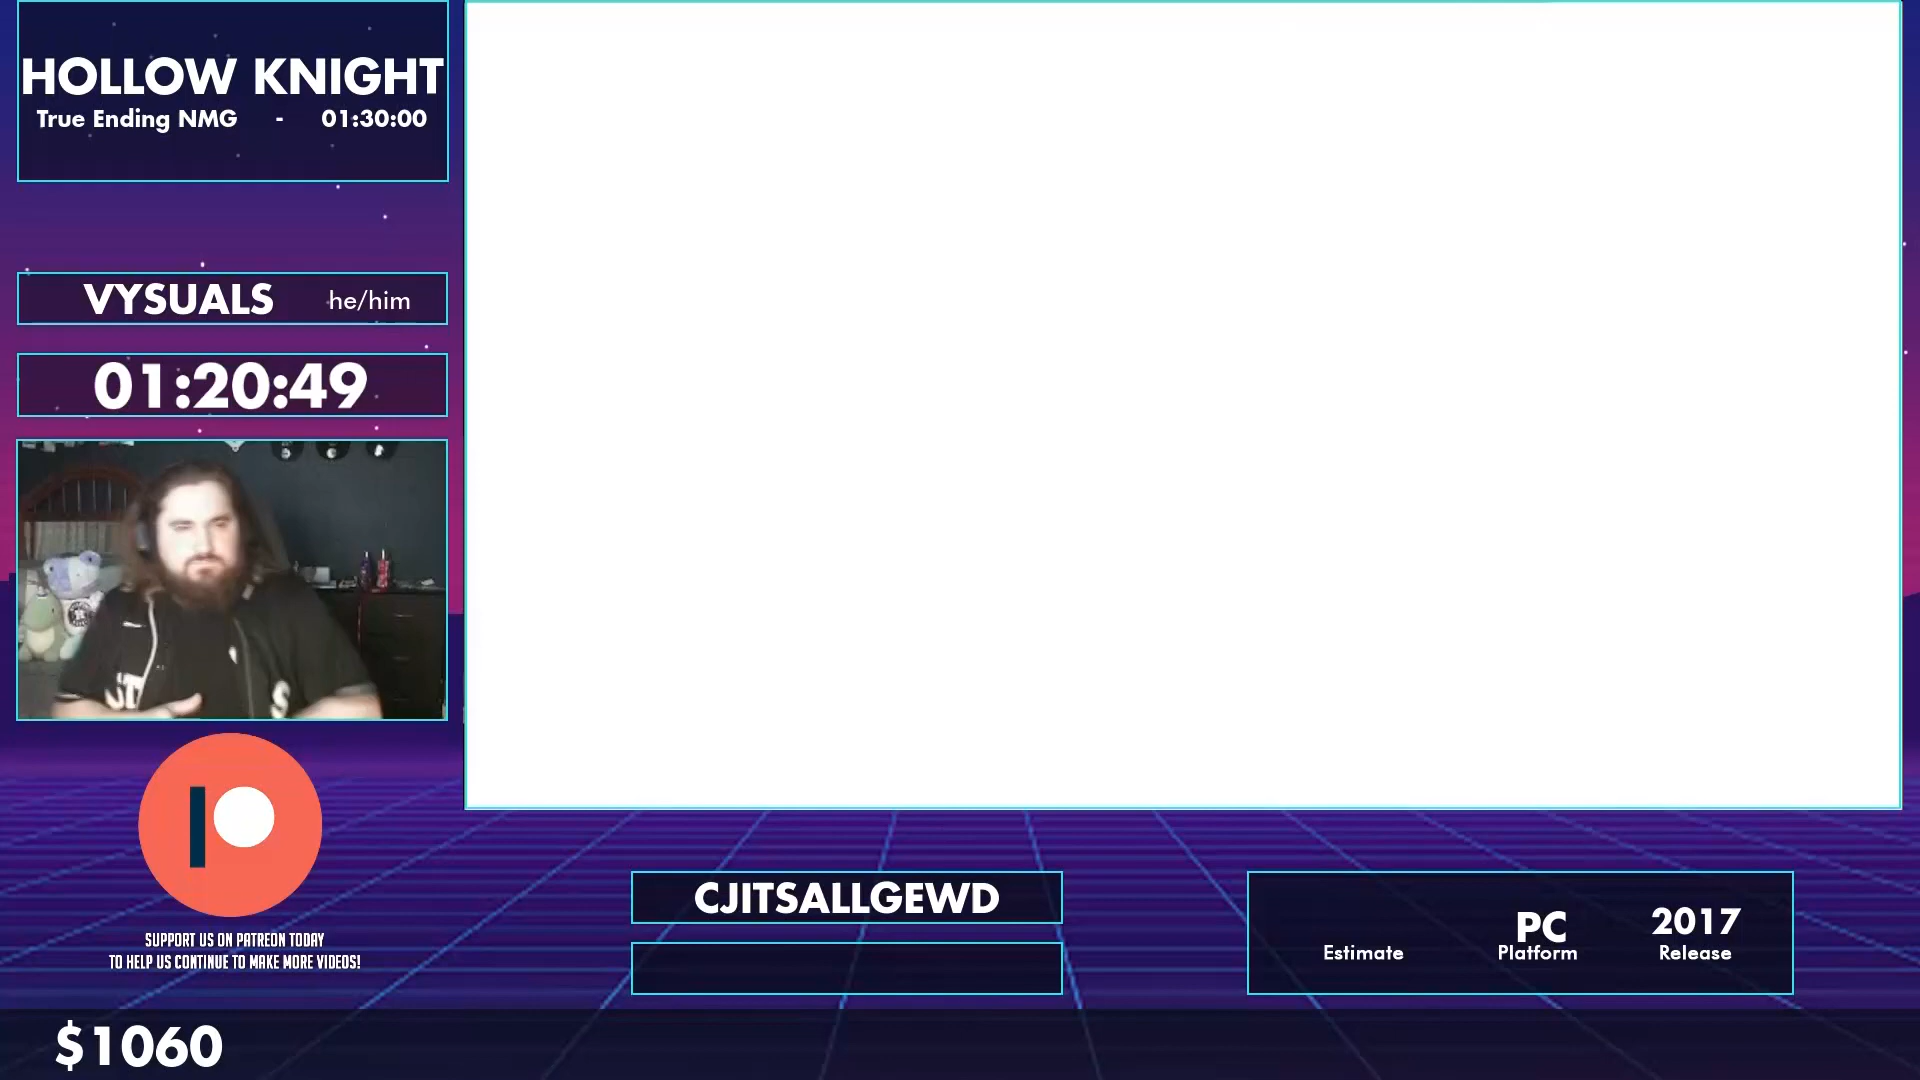 HOLLOW KNIGHT
True Ending NMG - 01:30:00
VYSUALS he/him
01:20:49
SUPPORT US ON PATREON TODAY
TO HELP US CONTINUE TO MAKE MORE VIDEOS!
CJITSALLGEWD
Estimate
PC
Platform
2017
Release
$1060